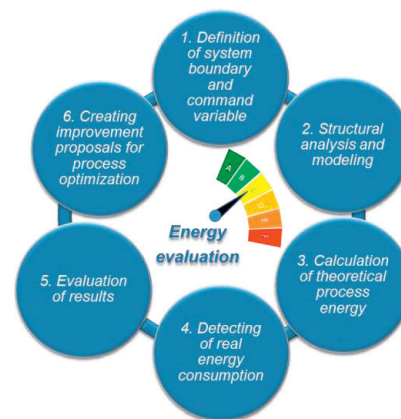 1. Definition
of system
boundary
and
command
variable
2. Structural
analysis and
modeling
3. Calculation
of theoretical
process
energy
4. Detecting
of real
energy
consumption
5. Evaluation
of results
6. Creating
improvement
proposals for
process
optimization
A
B
Energy
evaluation